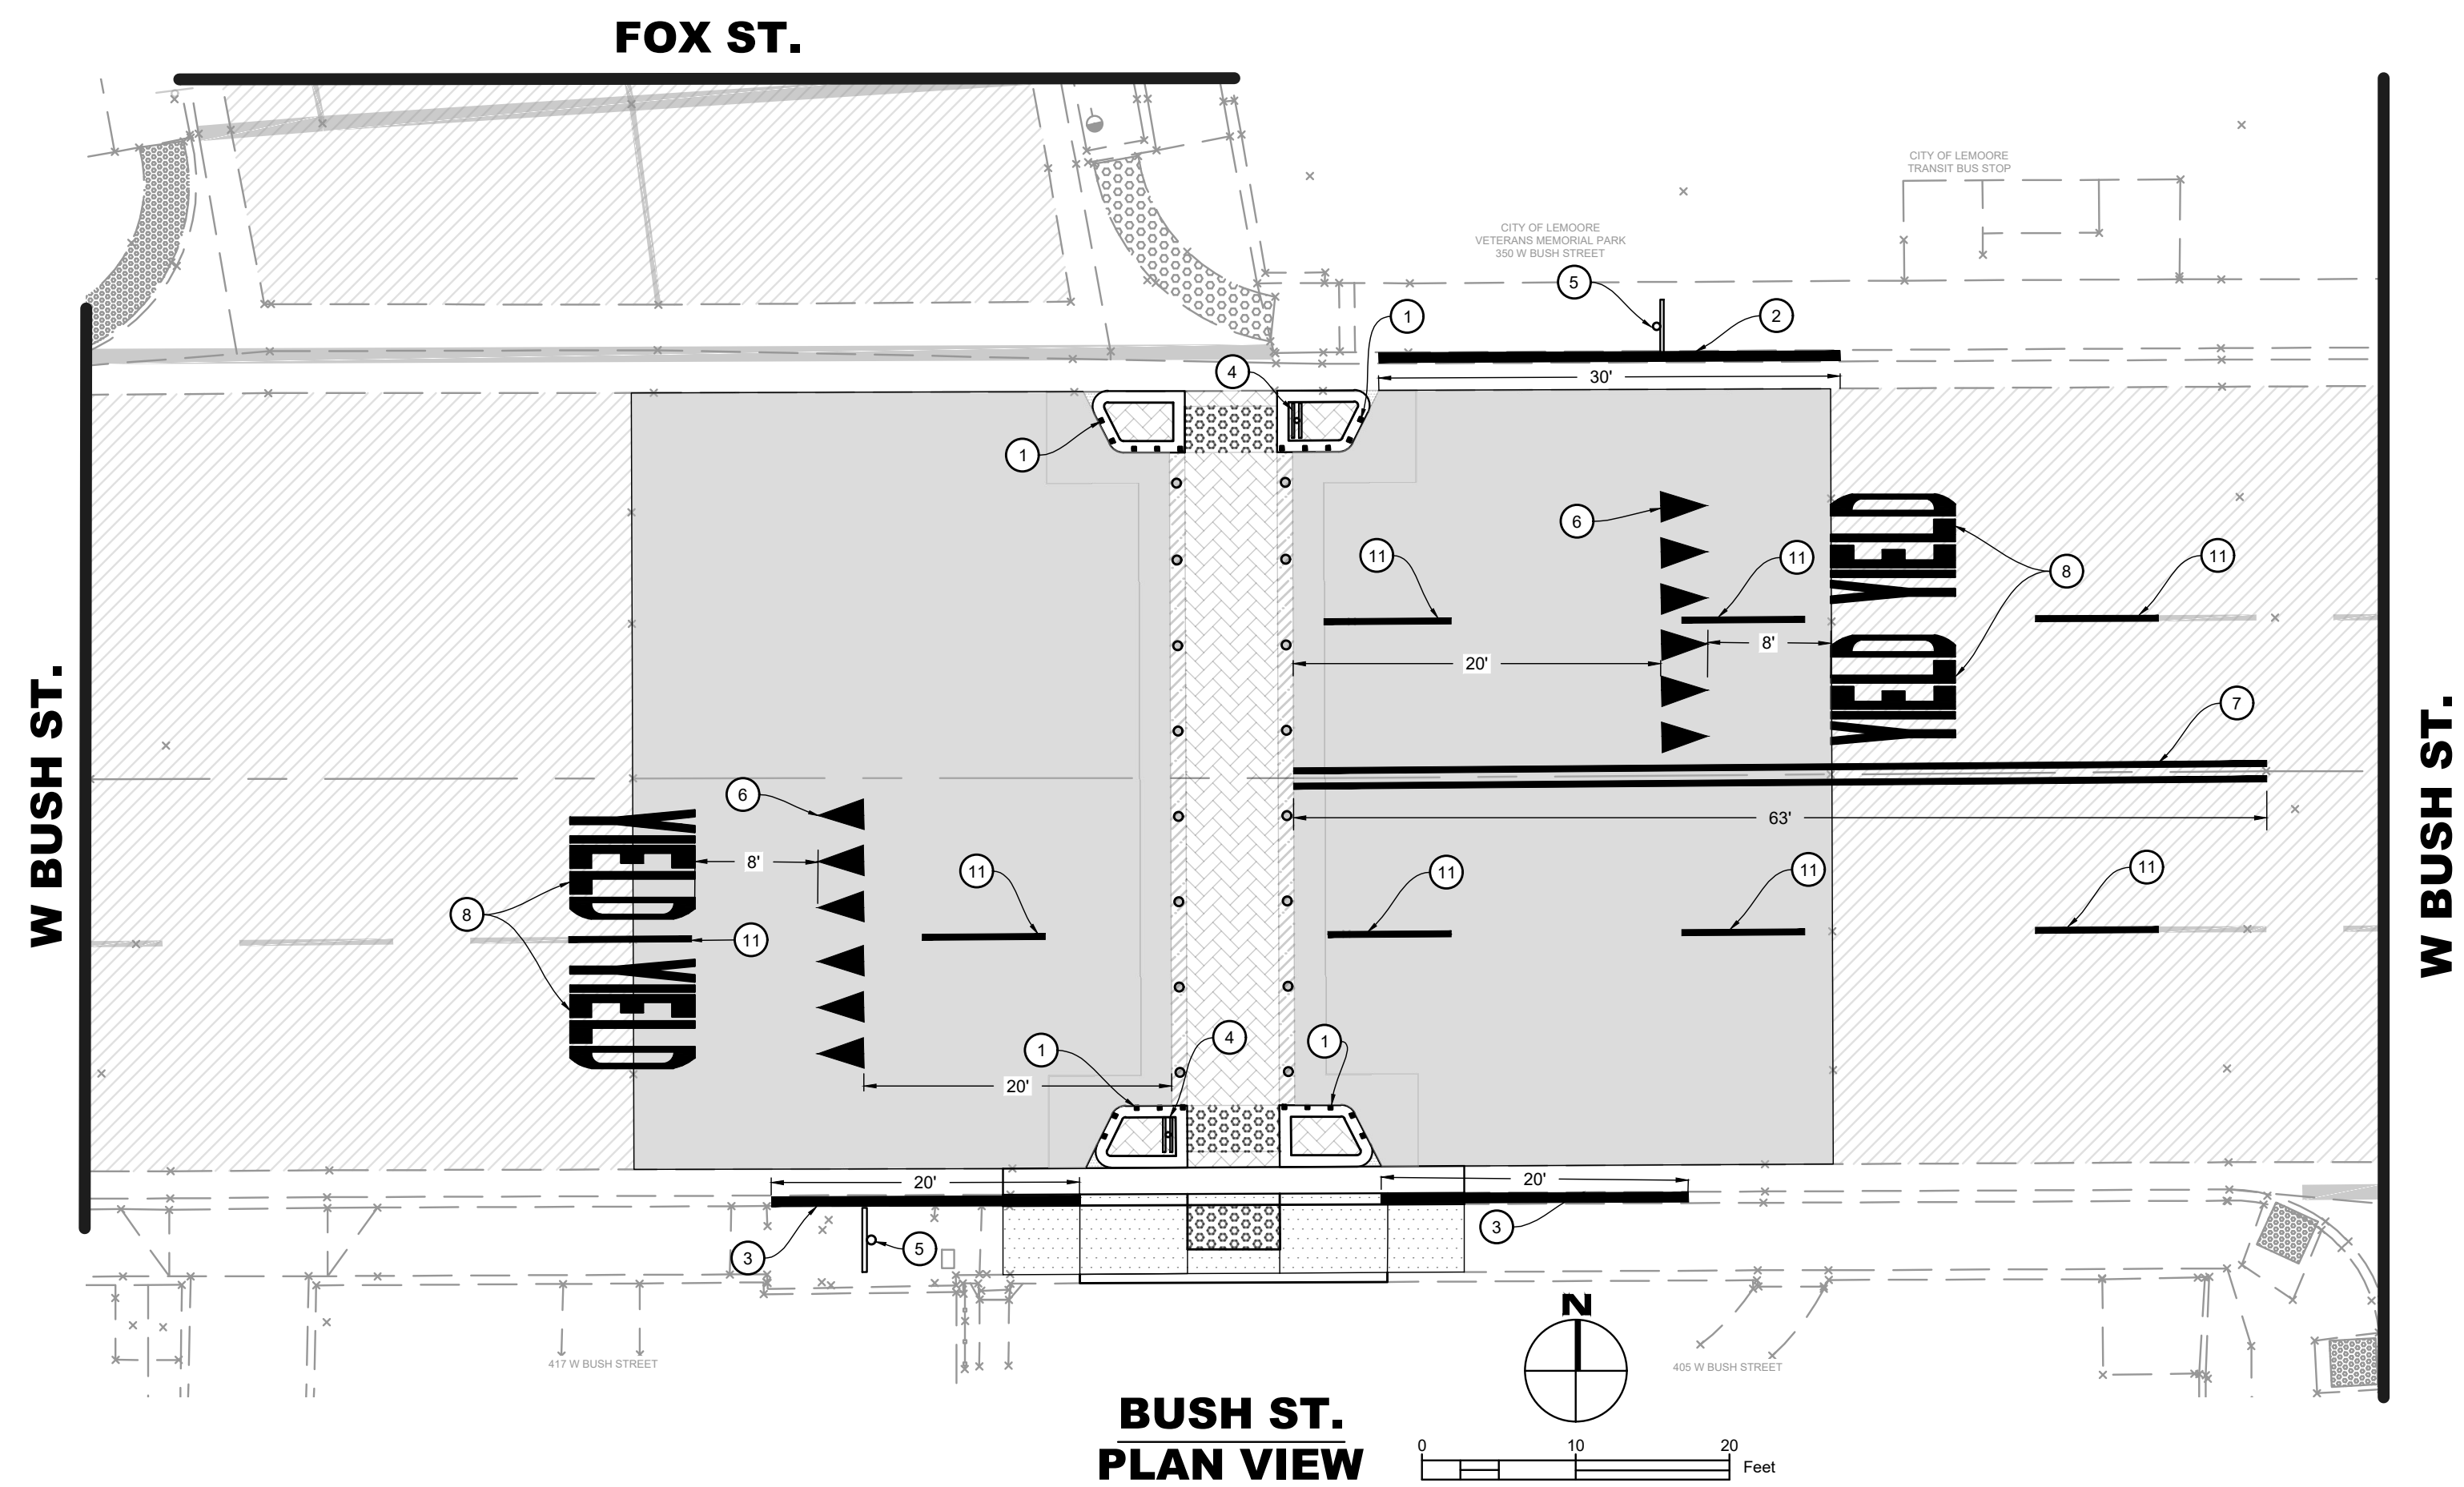 FOX ST.
CITY OF LEMOORE
TRANSIT BUS STOP
CITY OF LEMOORE
VETERANS MEMORIAL PARK
350 W BUSH STREET
5
1
2
4
30'
1
6
11
11
8
11
YIELD
YIELD
8'
20'
W BUSH ST.
W BUSH ST.
7
6
63'
8'
11
11
11
11
8
11
YIELD
YIELD
1
4
1
20'
20'
20'
3
5
3
N
417 W BUSH STREET
405 W BUSH STREET
BUSH ST.
PLAN VIEW
0 10 20
Feet